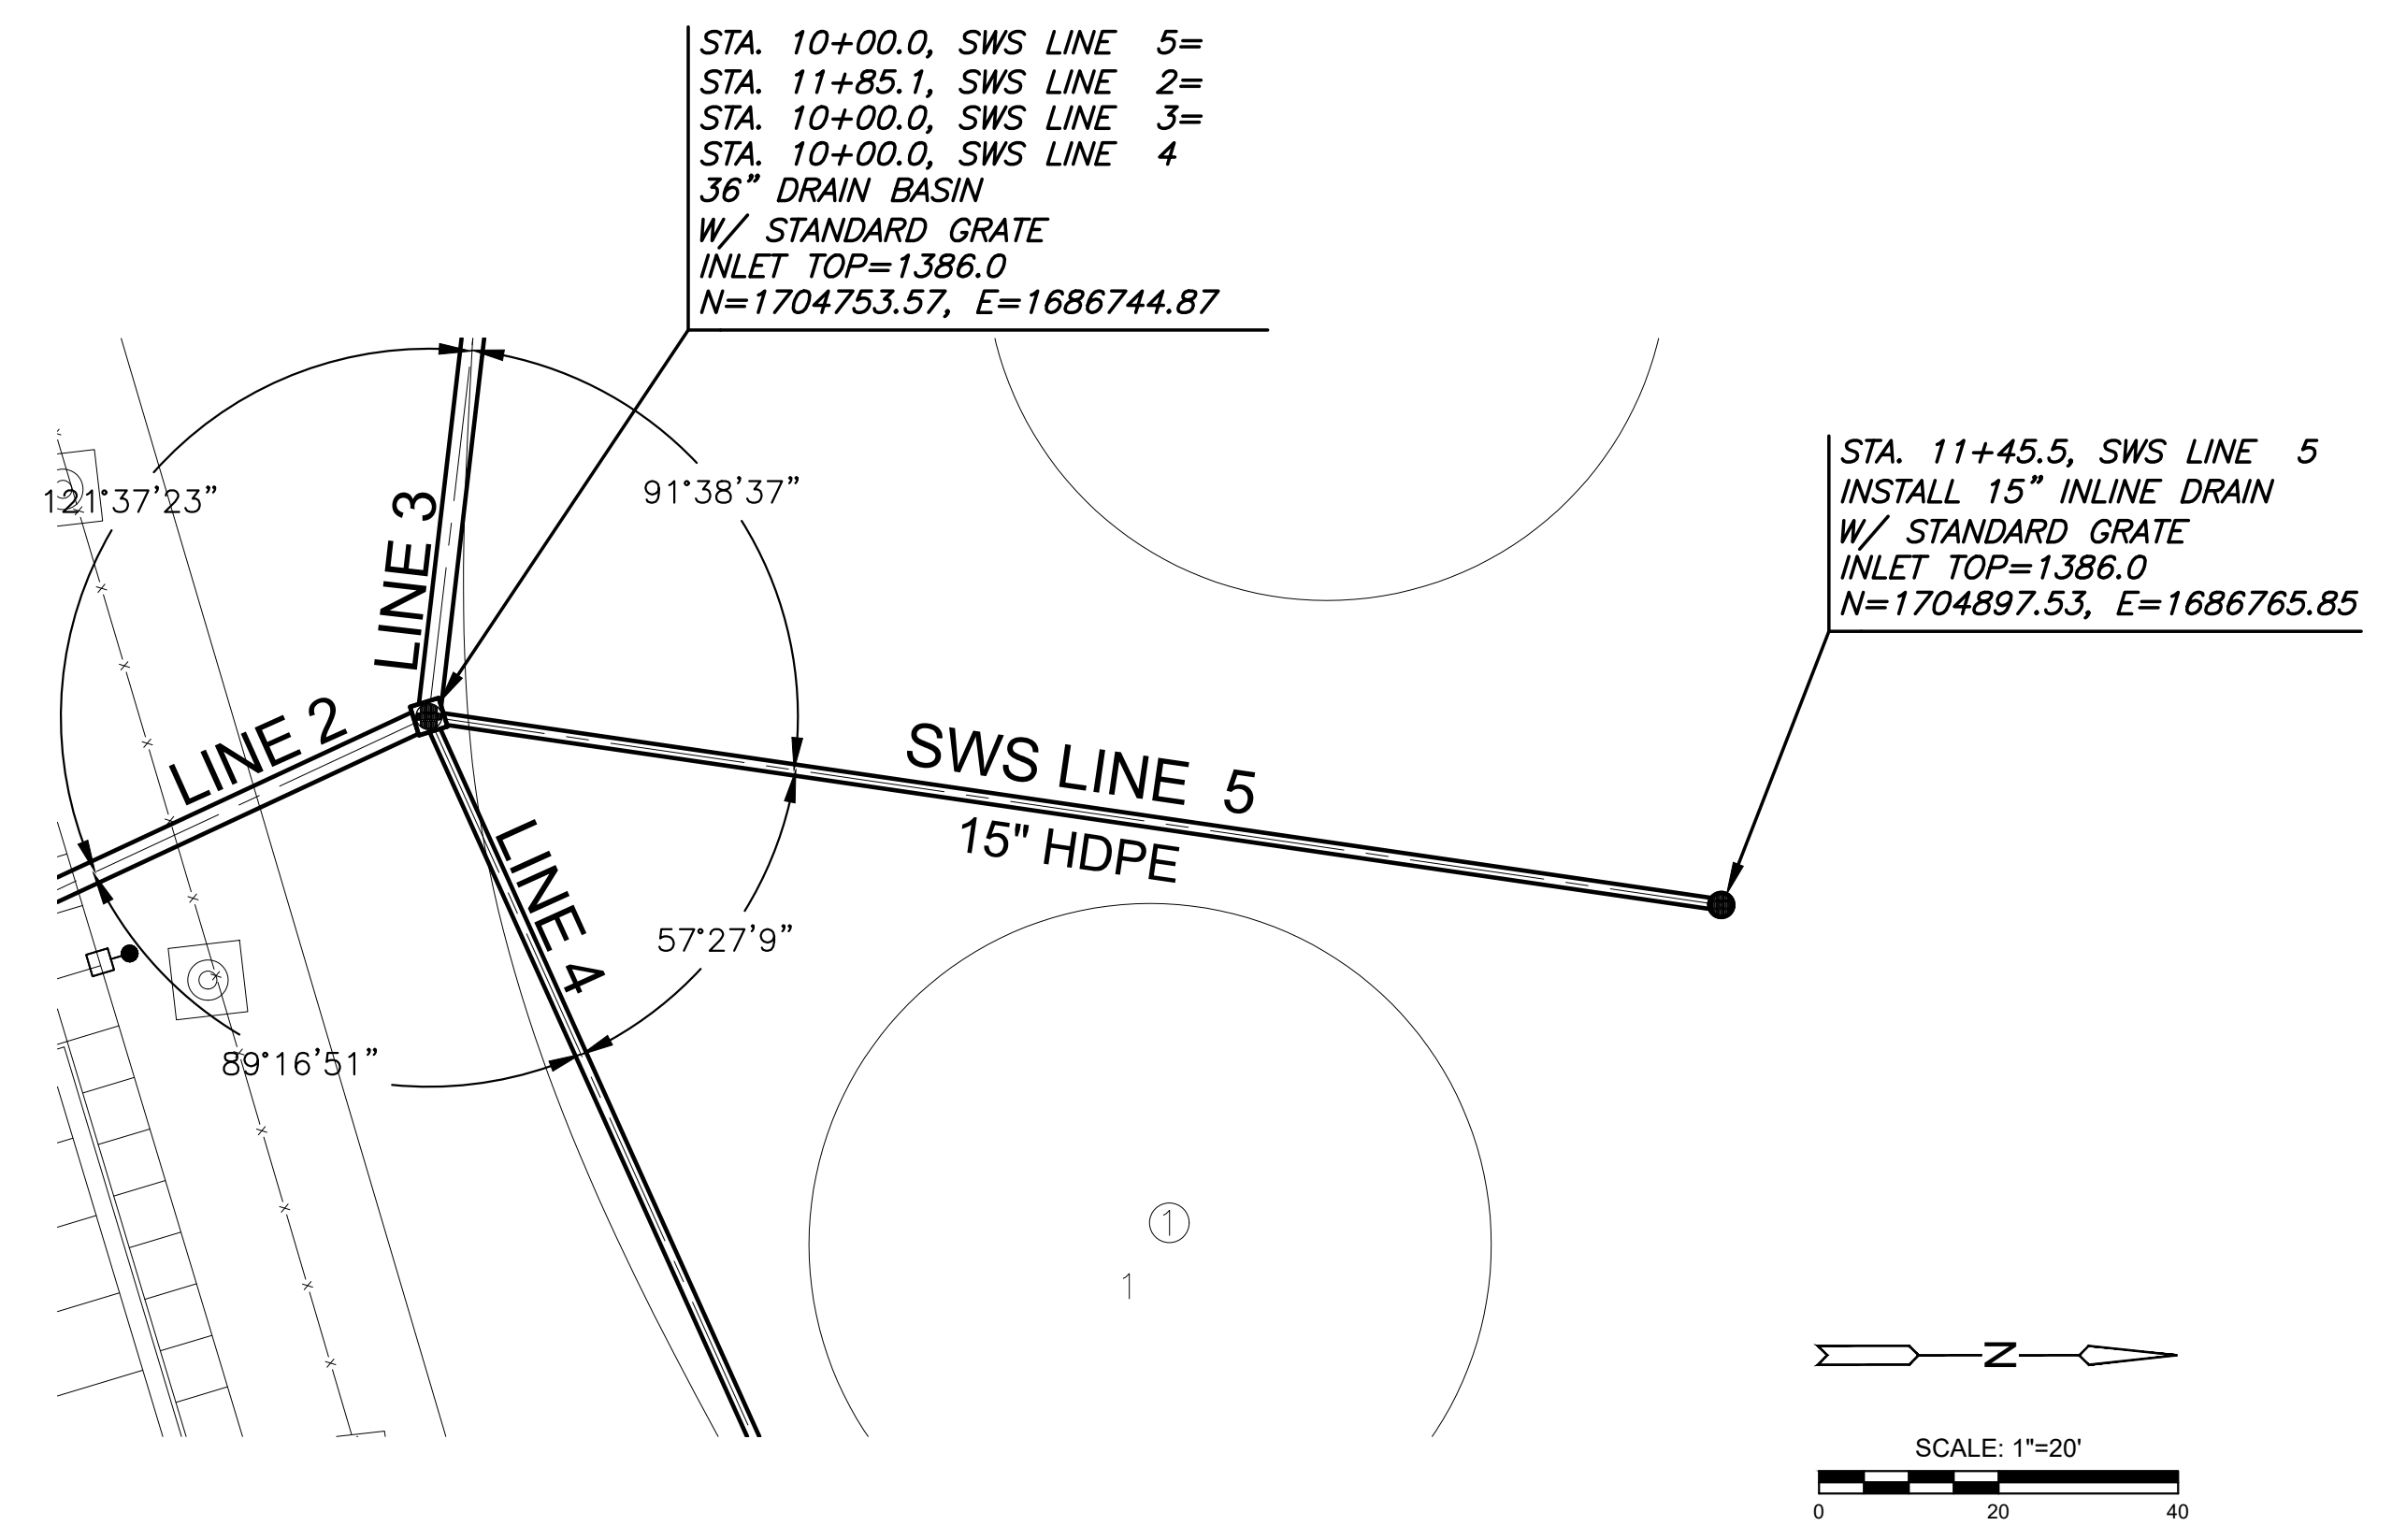 STA. 10+00.0, SWS LINE 5=
STA. 11+85.1, SWS LINE 2=
STA. 10+00.0, SWS LINE 3=
STA. 10+00.0, SWS LINE 4
36” DRAIN BASIN
W/ STANDARD GRATE
INLET TOP=1386.0
N=1704753.57, E=1686744.87
STA. 11+45.5, SWS LINE 5
INSTALL 15” INLINE DRAIN
W/ STANDARD GRATE
INLET TOP=1386.0
N=1704897.53, E=1686765.85
121°37’23”
91°38’37”
LINE 3
LINE 2
SWS LINE 5
15" HDPE
LINE 4
57°27’9”
89°16’51”
1
1
N
SCALE: 1"=20'
0 20 40